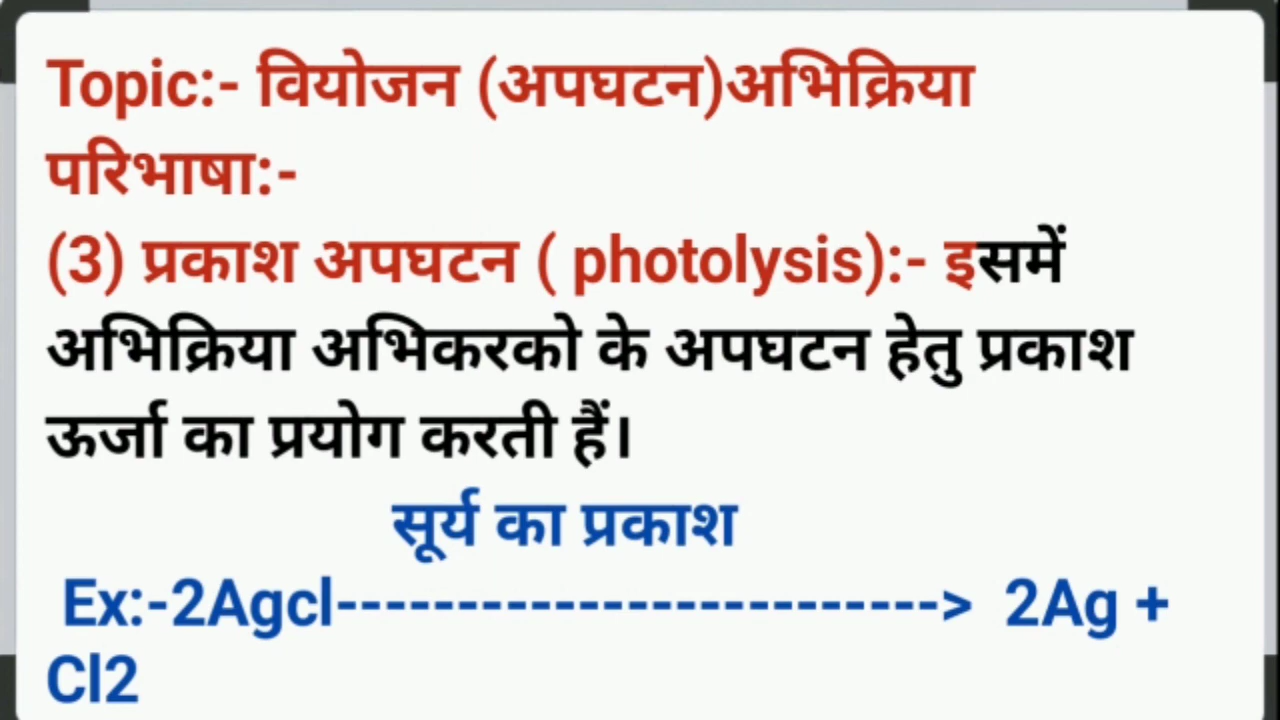 Topic:- वियोजन (अपघटन)अभिक्रिया
परिभाषा:-
(3) प्रकाश अपघटन ( photolysis):- इसमें
अभिक्रिया अभिकरको के अपघटन हेतु प्रकाश
ऊर्जा का प्रयोग करती हैं।
सूर्य का प्रकाश
Ex:-2Agcl-------------------------> 2Ag +
Cl2